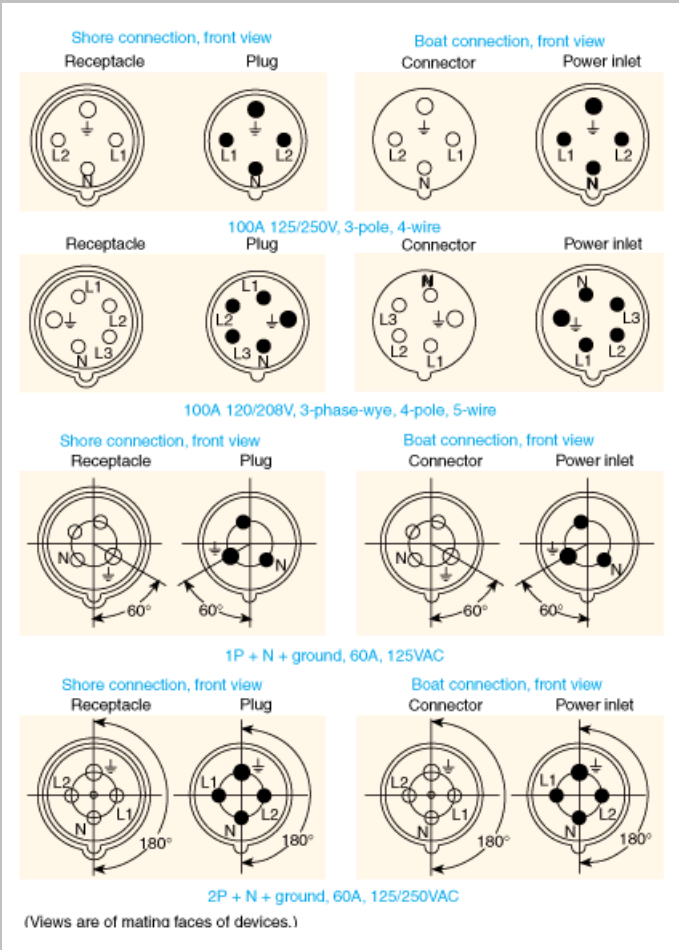 Shore connection, front view Boat connection, front view
Receptacle Plug Connector Power inlet
L2 L1 N L1 L2 N L2 L1 N L1 L2 N
100A 125/250V, 3-pole, 4-wire
Receptacle Plug Connector Power inlet
L1 L2 L3 N L1 L2 L3 N N L3 L2 L1 N L3 L2 L1
100A 120/208V, 3-phase-wye, 4-pole, 5-wire
Shore connection, front view Boat connection, front view
Receptacle Plug Connector Power inlet
N N N N
60° 60° 60° 60°
1P + N + ground, 60A, 125VAC
Shore connection, front view Boat connection, front view
Receptacle Plug Connector Power inlet
L2 L1 N 180° L1 L2 N 180° L2 L1 N 180° L1 L2 N 180°
2P + N + ground, 60A, 125/250VAC
(Views are of mating faces of devices.)